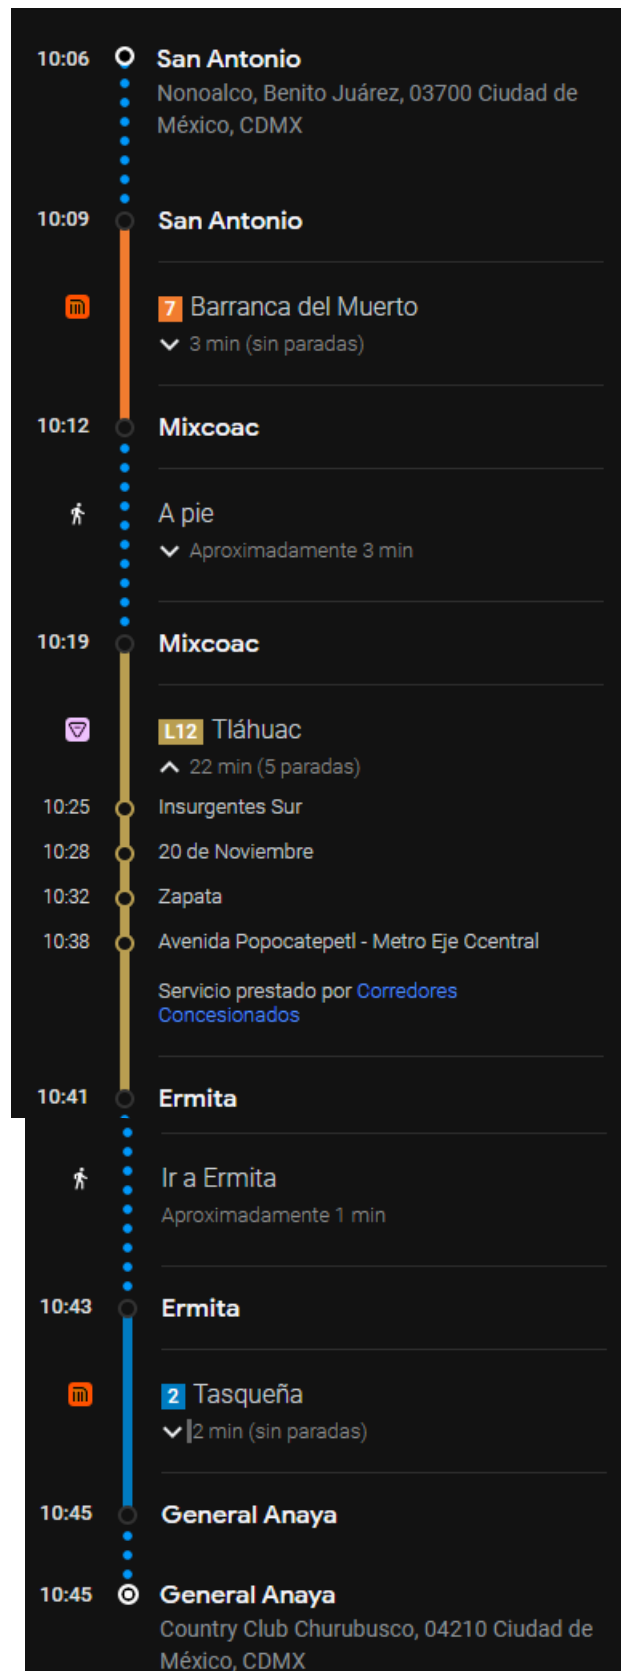 10:06 San Antonio
Nonoalco, Benito Juárez, 03700 Ciudad de
México, CDMX
10:09 San Antonio
7 Barranca del Muerto
3 min (sin paradas)
10:12 Mixcoac
A pie
Aproximadamente 3 min
10:19 Mixcoac
L12 Tláhuac
22 min (5 paradas)
10:25 Insurgentes Sur
10:28 20 de Noviembre
10:32 Zapata
10:38 Avenida Popocatepetl - Metro Eje Ccentral
Servicio prestado por Corredores
Concesionados
10:41 Ermita
Ir a Ermita
Aproximadamente 1 min
10:43 Ermita
2 Tasqueña
2 min (sin paradas)
10:45 General Anaya
10:45 General Anaya
Country Club Churubusco, 04210 Ciudad de
México, CDMX